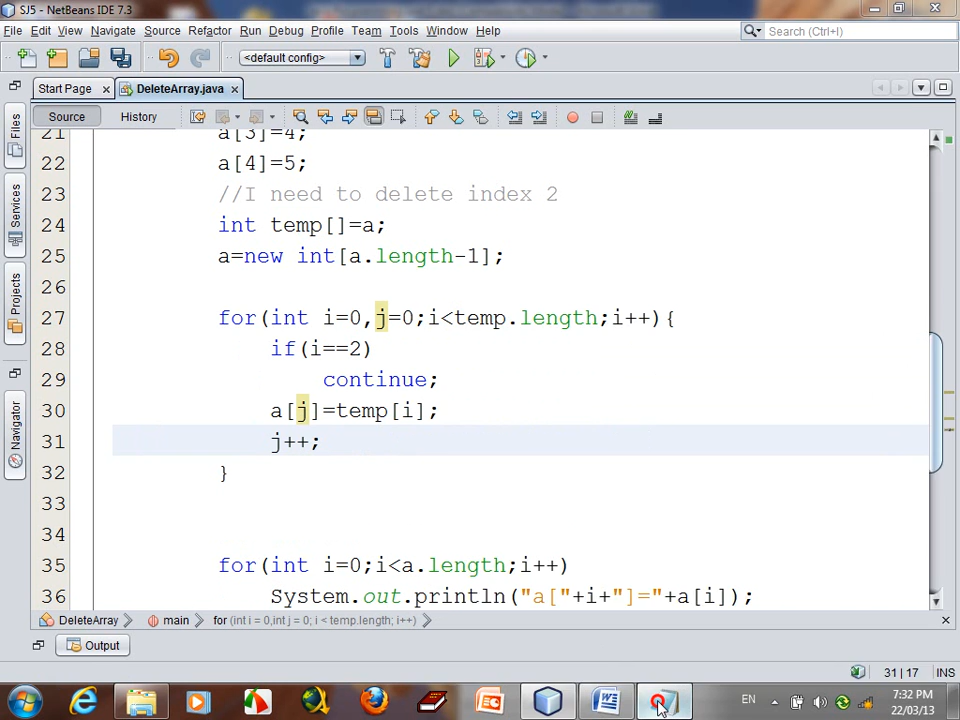 SJ5 - NetBeans IDE 7.3
File Edit View Navigate Source Refactor Run Debug Profile Team Tools Window Help
Search (Ctrl+I)
<default config>
Start Page DeleteArray.java
Source History
Files
Services
Projects
Navigator
21 a[3]=4;
22 a[4]=5;
23 //I need to delete index 2
24 int temp[]=a;
25 a=new int[a.length-1];
26
27 for(int i=0,j=0;i<temp.length;i++){
28 if(i==2)
29 continue;
30 a[j]=temp[i];
31 j++;
32 }
33
34
35 for(int i=0;i<a.length;i++)
36 System.out.println("a["+i+"]="+a[i]);
DeleteArray main for (int i = 0,int j = 0; i < temp.length; i++)
Output
31 | 17 INS
EN
7:32 PM
22/03/13